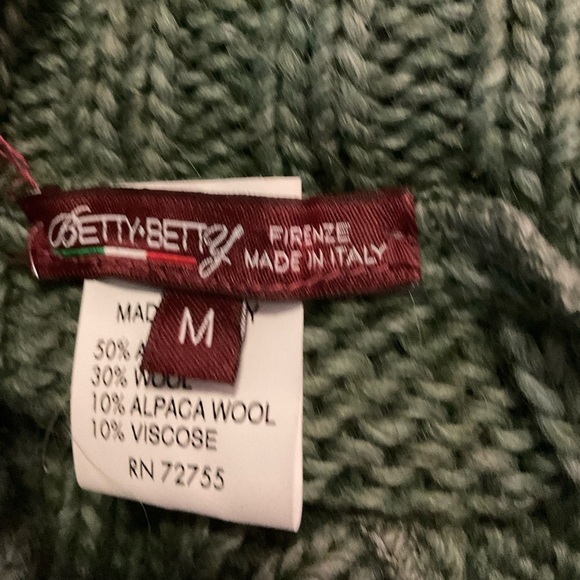 BETTY•BETTY
FIRENZE
MADE IN ITALY
M
50%
30% WOOL
10% ALPACA WOOL
10% VISCOSE
RN 72755